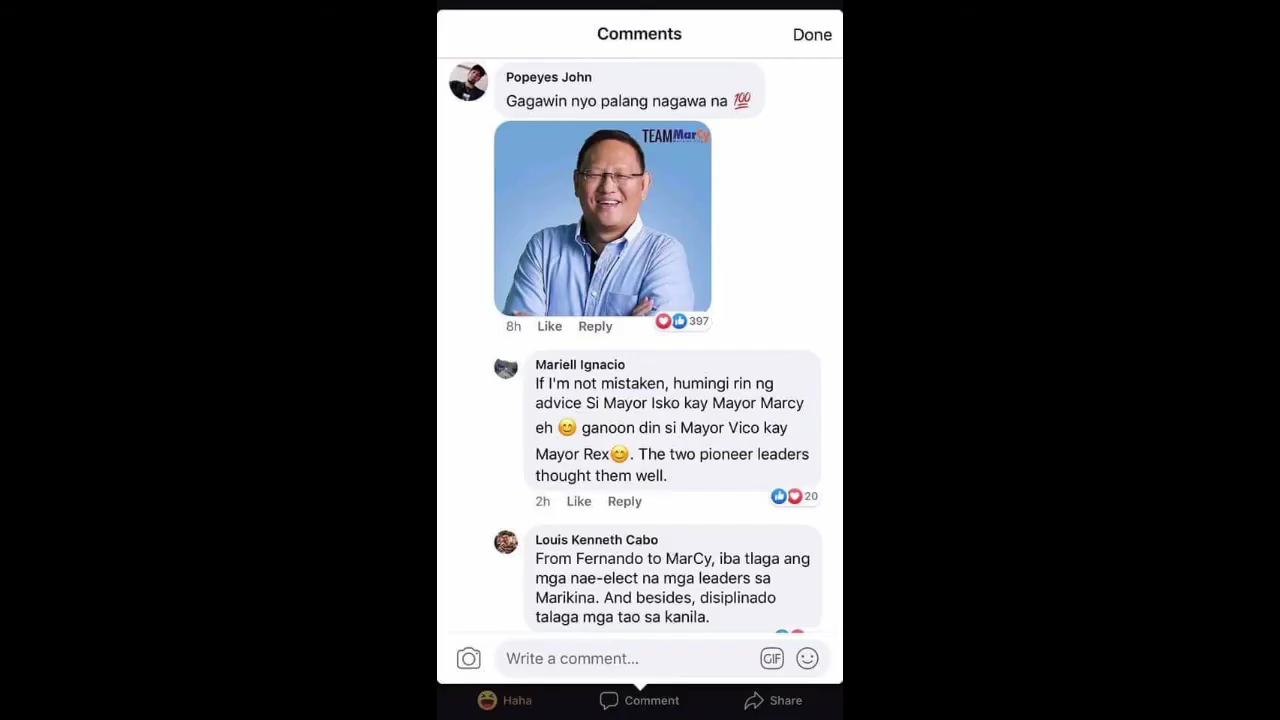 Comments
Done
Popeyes John
Gagawin nyo palang nagawa na 💯
TEAM MarCy
8h Like Reply
397
Mariell Ignacio
If I'm not mistaken, humingi rin ng
advice Si Mayor Isko kay Mayor Marcy
eh 😊 ganoon din si Mayor Vico kay
Mayor Rex😊. The two pioneer leaders
thought them well.
2h Like Reply
20
Louis Kenneth Cabo
From Fernando to MarCy, iba tlaga ang
mga nae-elect na mga leaders sa
Marikina. And besides, disiplinado
talaga mga tao sa kanila.
Write a comment...
GIF
Haha
Comment
Share